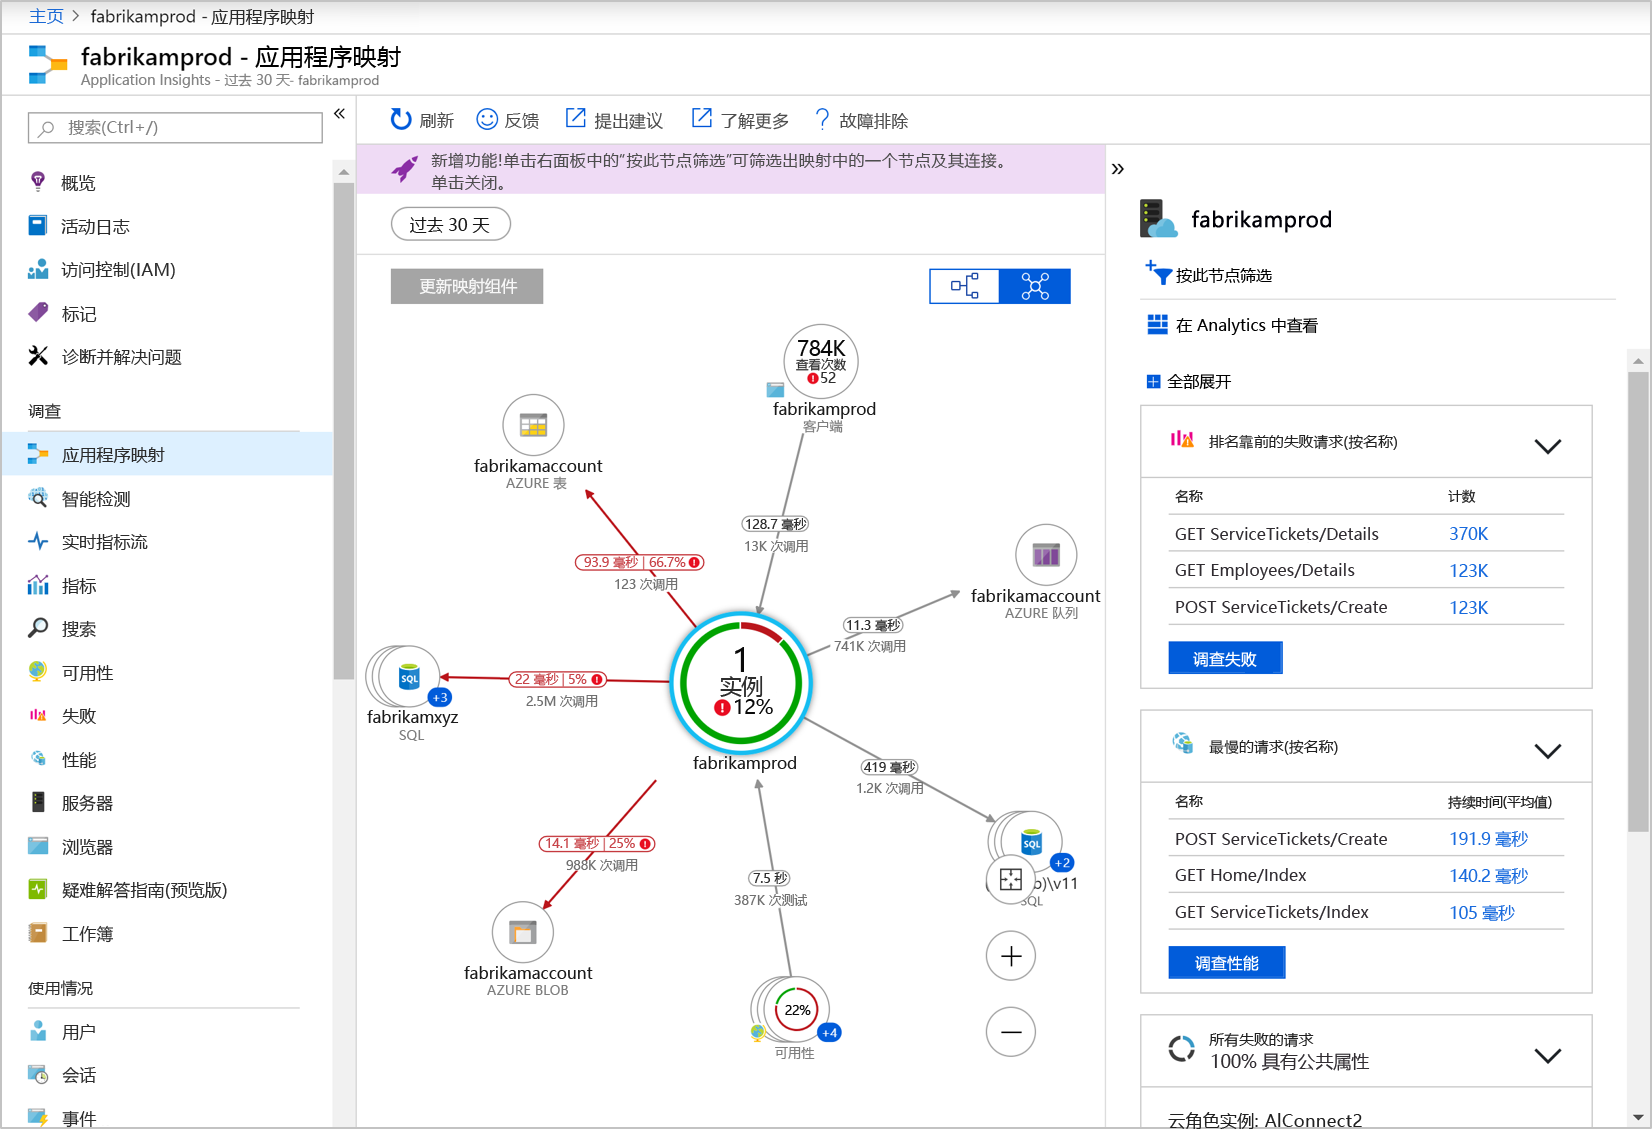 主页 > fabrikamprod - 应用程序映射
fabrikamprod - 应用程序映射
Application Insights - 过去 30 天- fabrikamprod
搜索(Ctrl+/)
概览
活动日志
访问控制(IAM)
标记
诊断并解决问题
调查
应用程序映射
智能检测
实时指标流
指标
搜索
可用性
失败
性能
服务器
浏览器
疑难解答指南(预览版)
工作簿
使用情况
用户
会话
事件
刷新
反馈
提出建议
了解更多
故障排除
新增功能!单击右面板中的"按此节点筛选"可筛选出映射中的一个节点及其连接。
单击关闭。
过去 30 天
更新映射组件
784K
查看次数
52
fabrikamprod
客户端
fabrikamaccount
AZURE 表
128.7 毫秒
13K 次调用
93.9 毫秒 | 66.7%
123 次调用
fabrikamaccount
AZURE 队列
11.3 毫秒
741K 次调用
1
实例
12%
fabrikamprod
22 毫秒 | 5%
2.5M 次调用
SQL
+3
fabrikamxyz
SQL
419 毫秒
1.2K 次调用
SQL
+2
b)\v11
SQL
14.1 毫秒 | 25%
988K 次调用
fabrikamaccount
AZURE BLOB
7.5 秒
387K 次测试
22%
+4
可用性
fabrikamprod
按此节点筛选
在 Analytics 中查看
全部展开
排名靠前的失败请求(按名称)
名称 计数
GET ServiceTickets/Details 370K
GET Employees/Details 123K
POST ServiceTickets/Create 123K
调查失败
最慢的请求(按名称)
名称 持续时间(平均值)
POST ServiceTickets/Create 191.9 毫秒
GET Home/Index 140.2 毫秒
GET ServiceTickets/Index 105 毫秒
调查性能
所有失败的请求
100% 具有公共属性
云角色实例: AlConnect2